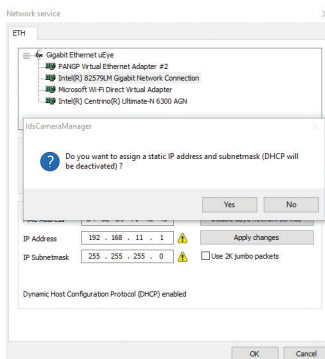 Network service
ETH
Gigabit Ethernet uEye
PANGP Virtual Ethernet Adapter #2
Intel(R) 82579LM Gigabit Network Connection
Microsoft Wi-Fi Direct Virtual Adapter
Intel(R) Centrino(R) Ultimate-N 6300 AGN
IdsCameraManager
Do you want to assign a static IP address and subnetmask (DHCP will
be deactivated) ?
Yes No
IP Address 192 . 168 . 11 . 1 Apply changes
IP Subnetmask 255 . 255 . 255 . 0 Use 2K jumbo packets
Dynamic Host Configuration Protocol (DHCP) enabled
OK Cancel